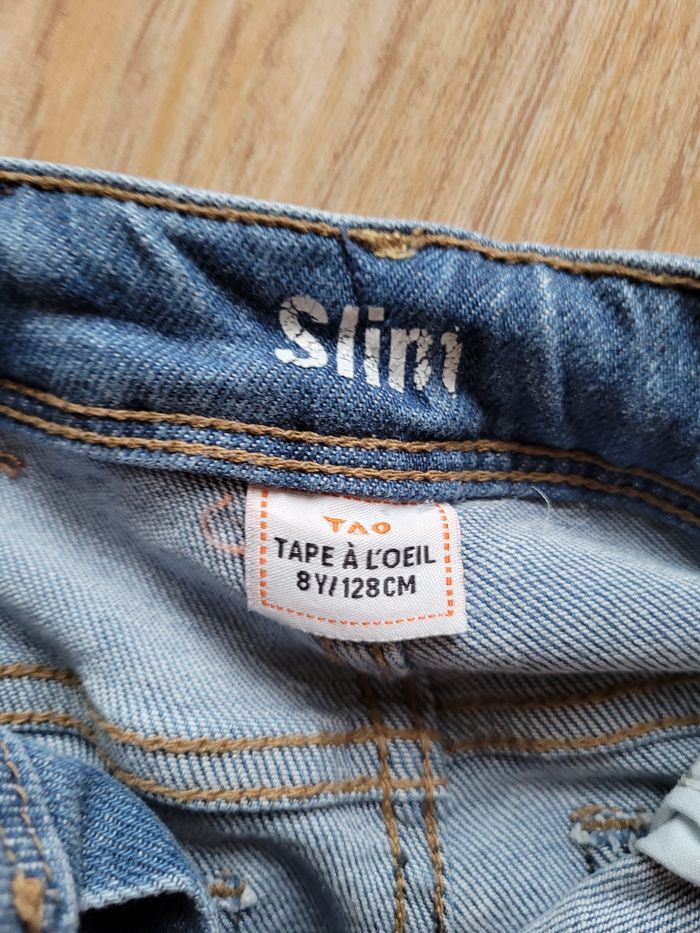 Slim
TAO
TAPE À L'OEIL
8Y/128CM